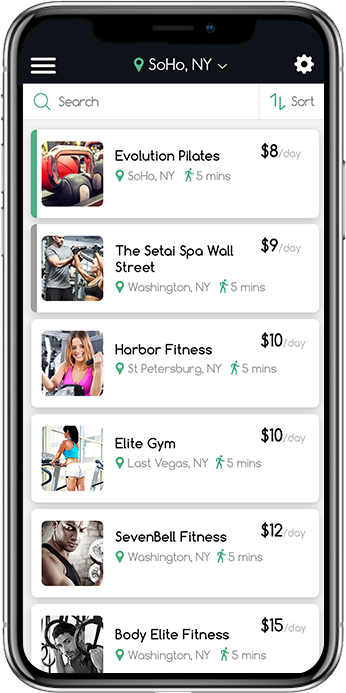 SoHo, NY
Search
Sort
Evolution Pilates
$8/day
SoHo, NY 5 mins
The Setai Spa Wall
Street
$9/day
Washington, NY 5 mins
Harbor Fitness
$10/day
St Petersburg, NY 5 mins
Elite Gym
$10/day
Last Vegas, NY 5 mins
SevenBell Fitness
$12/day
Washington, NY 5 mins
Body Elite Fitness
$15/day
Washington, NY 5 mins